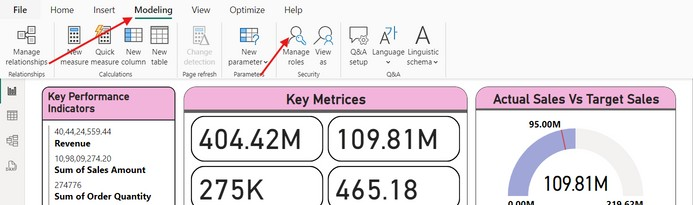 File Home Insert Modeling View Optimize Help
Manage relationships
New measure
Quick measure
New column
New table
Change detection
New parameter
Manage roles
View as
Q&A setup
Language
Linguistic schema
Relationships Calculations Page refresh Parameters Security Q&A
Key Performance
Indicators
40,44,24,559.44
Revenue
10,98,09,274.20
Sum of Sales Amount
274776
Sum of Order Quantity
Key Metrices
404.42M 109.81M
275K 465.18
Actual Sales Vs Target Sales
95.00M
109.81M
0.00M 219.62M